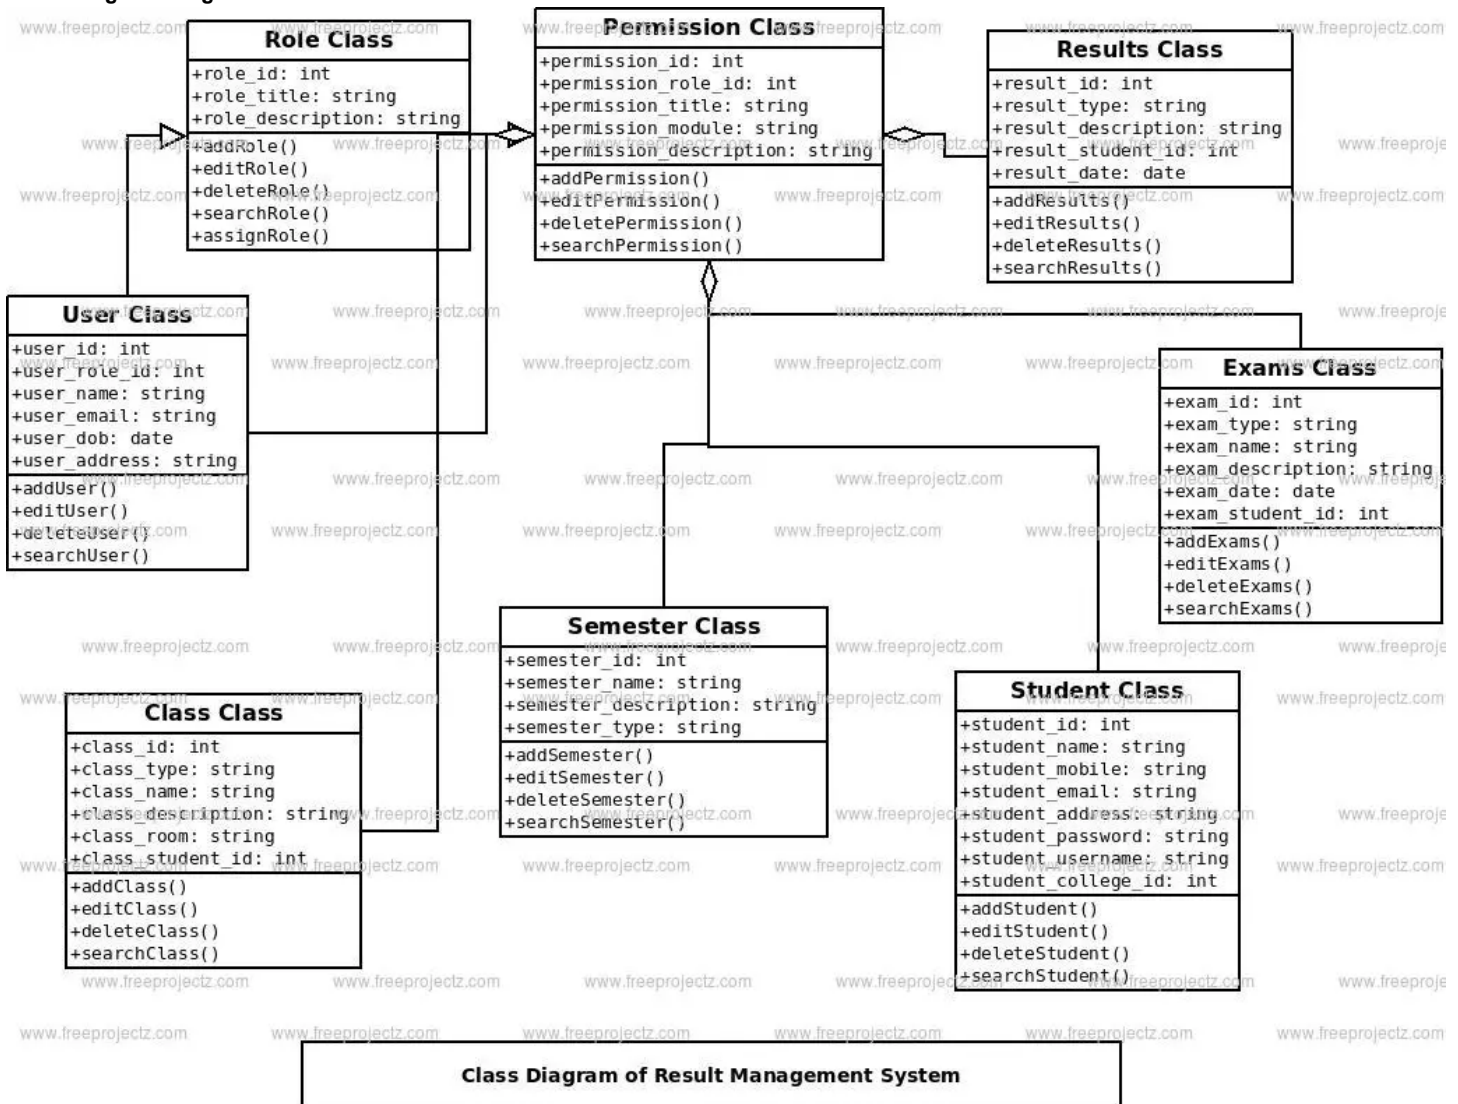 Role Class
+role_id: int
+role_title: string
+role_description: string
+addRole()
+editRole()
+deleteRole()
+searchRole()
+assignRole()
Permission Class
+permission_id: int
+permission_role_id: int
+permission_title: string
+permission_module: string
+permission_description: string
+addPermission()
+editPermission()
+deletePermission()
+searchPermission()
Results Class
+result_id: int
+result_type: string
+result_description: string
+result_student_id: int
+result_date: date
+addResults()
+editResults()
+deleteResults()
+searchResults()
User Class
+user_id: int
+user_role_id: int
+user_name: string
+user_email: string
+user_dob: date
+user_address: string
+addUser()
+editUser()
+deleteUser()
+searchUser()
Exams Class
+exam_id: int
+exam_type: string
+exam_name: string
+exam_description: string
+exam_date: date
+exam_student_id: int
+addExams()
+editExams()
+deleteExams()
+searchExams()
Semester Class
+semester_id: int
+semester_name: string
+semester_description: string
+semester_type: string
+addSemester()
+editSemester()
+deleteSemester()
+searchSemester()
Class Class
+class_id: int
+class_type: string
+class_name: string
+class_description: string
+class_room: string
+class_student_id: int
+addClass()
+editClass()
+deleteClass()
+searchClass()
Student Class
+student_id: int
+student_name: string
+student_mobile: string
+student_email: string
+student_address: string
+student_password: string
+student_username: string
+student_college_id: int
+addStudent()
+editStudent()
+deleteStudent()
+searchStudent()
Class Diagram of Result Management System
www.freeprojectz.com